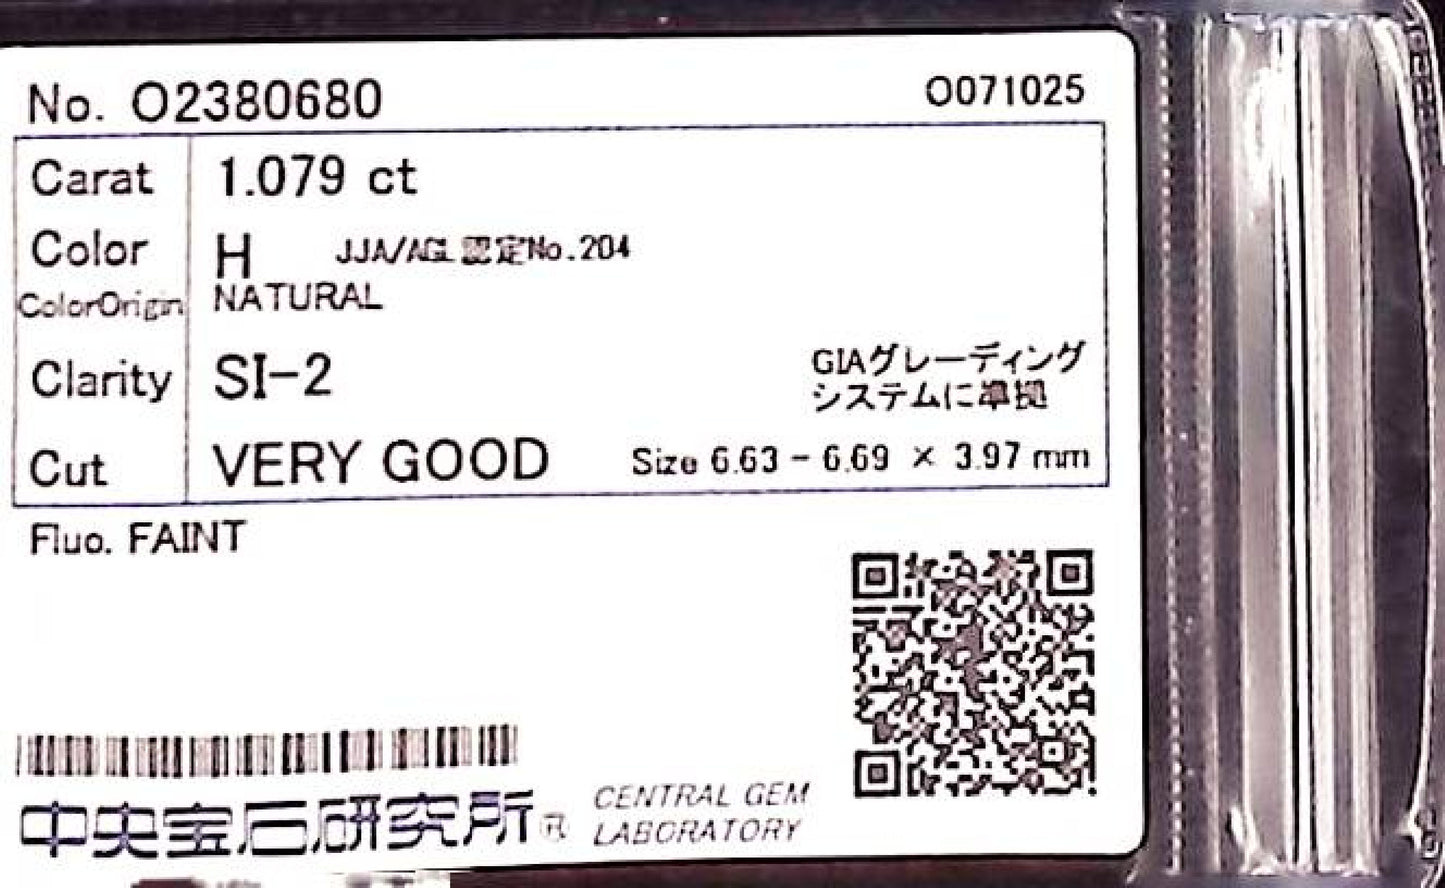 No. O2380680 O071025
Carat 1.079 ct
Color H JJA/AGL 認定No.204
ColorOrigin NATURAL
Clarity SI-2 GIAグレーディング
システムに準拠
Cut VERY GOOD Size 6.63 - 6.69 × 3.97 mm
Fluo. FAINT
中央宝石研究所® CENTRAL GEM
LABORATORY